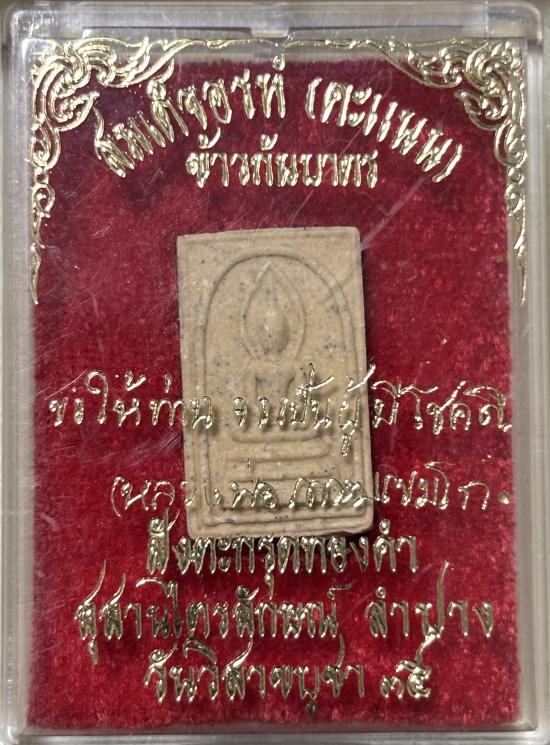 สมเด็จอรหํ (คะแนน)
ข้าวก้นบาตร
ขอให้ท่าน จงเป็นผู้มีโชคดี
(หลวงพ่อเกษม เขมโก)
ฝังตะกรุดทองคำ
สุสานไตรลักษณ์ ลำปาง
วันวิสาขบูชา ๓๕